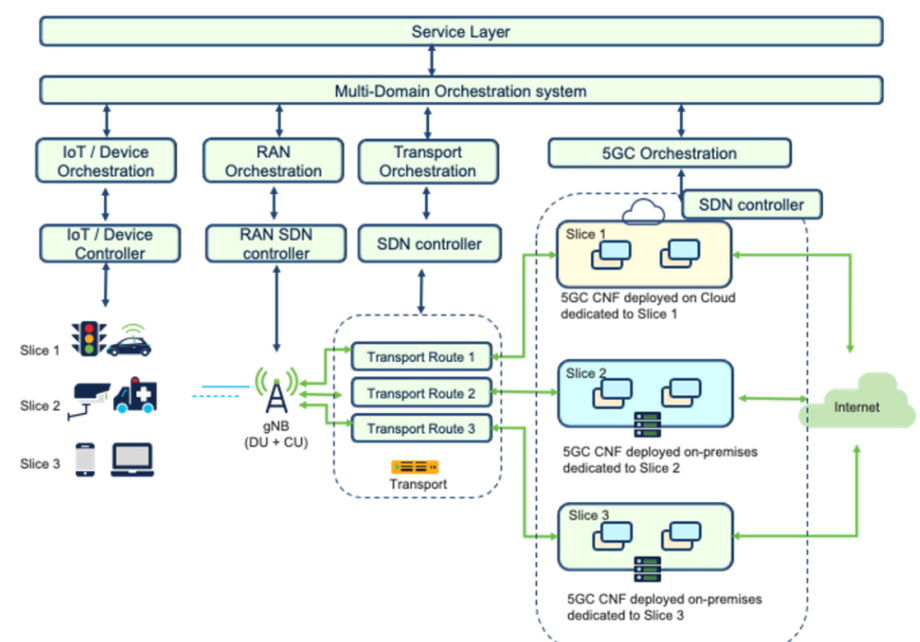 Service Layer
Multi-Domain Orchestration system
IoT / Device
Orchestration
RAN
Orchestration
Transport
Orchestration
5GC Orchestration
IoT / Device
Controller
RAN SDN
controller
SDN controller
SDN controller
Slice 1
5GC CNF deployed on Cloud
dedicated to Slice 1
Slice 1
Slice 2
Slice 3
gNB
(DU + CU)
Transport Route 1
Transport Route 2
Transport Route 3
Transport
Slice 2
5GC CNF deployed on-premises
dedicated to Slice 2
Internet
Slice 3
5GC CNF deployed on-premises
dedicated to Slice 3